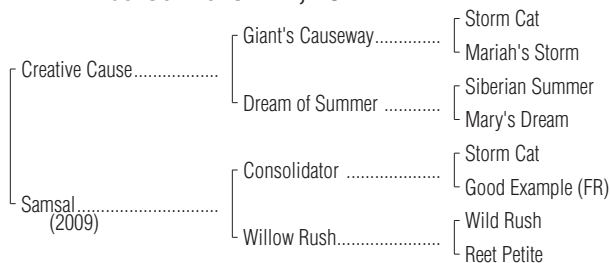 Storm Cat
Giant's Causeway..............
Mariah's Storm
Creative Cause..................
Siberian Summer
Dream of Summer ............
Mary's Dream
Storm Cat
Consolidator ....................
Good Example (FR)
Samsal..............................
(2009)
Wild Rush
Willow Rush......................
Reet Petite